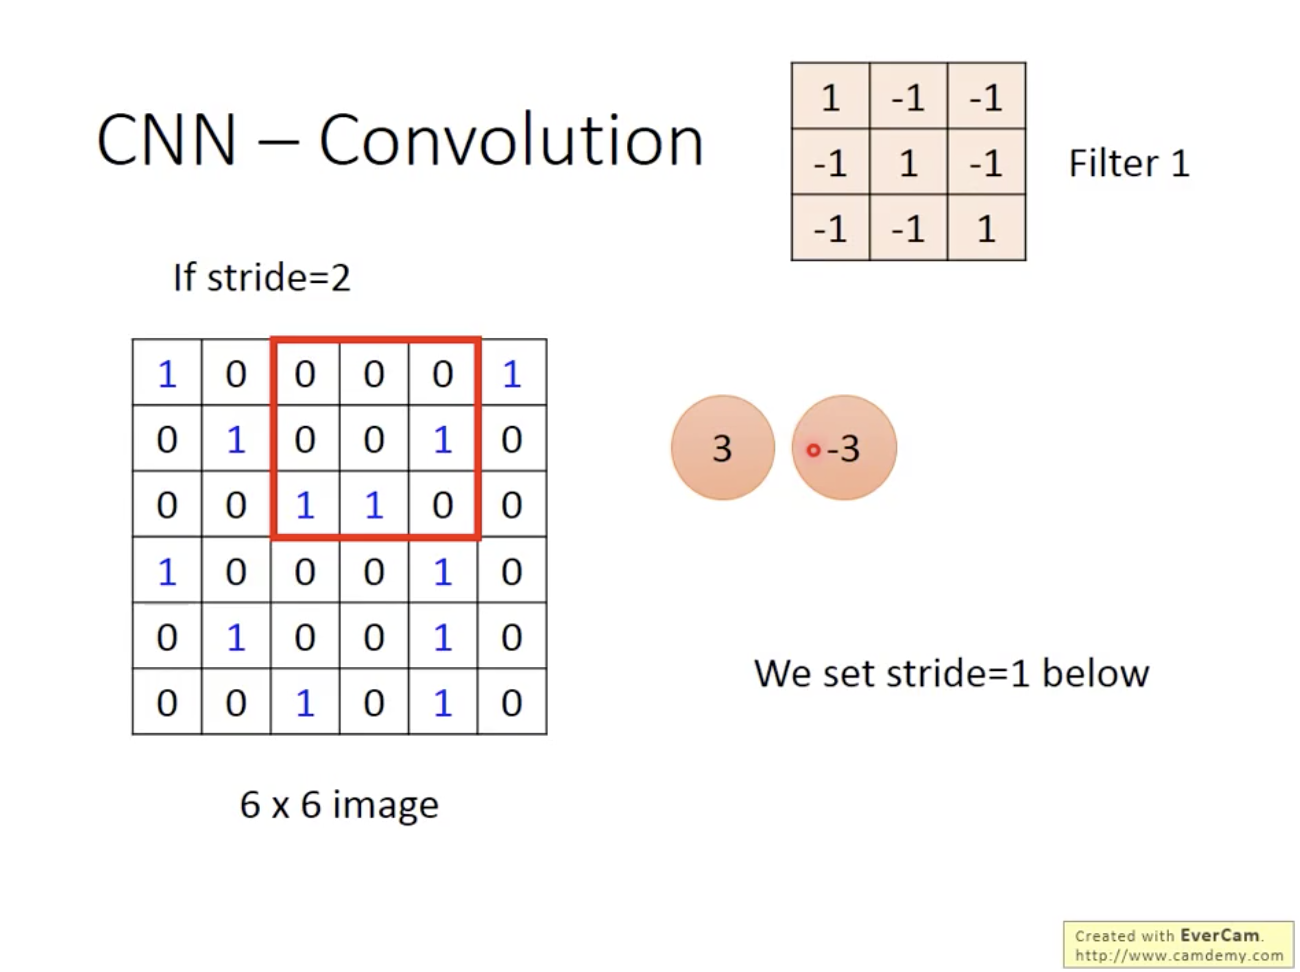 CNN – Convolution
1 -1 -1
-1 1 -1
-1 -1 1
Filter 1
If stride=2
1 0 0 0 0 1
0 1 0 0 1 0
0 0 1 1 0 0
1 0 0 0 1 0
0 1 0 0 1 0
0 0 1 0 1 0
3 -3
We set stride=1 below
6 x 6 image
Created with EverCam.
http://www.camdemy.com